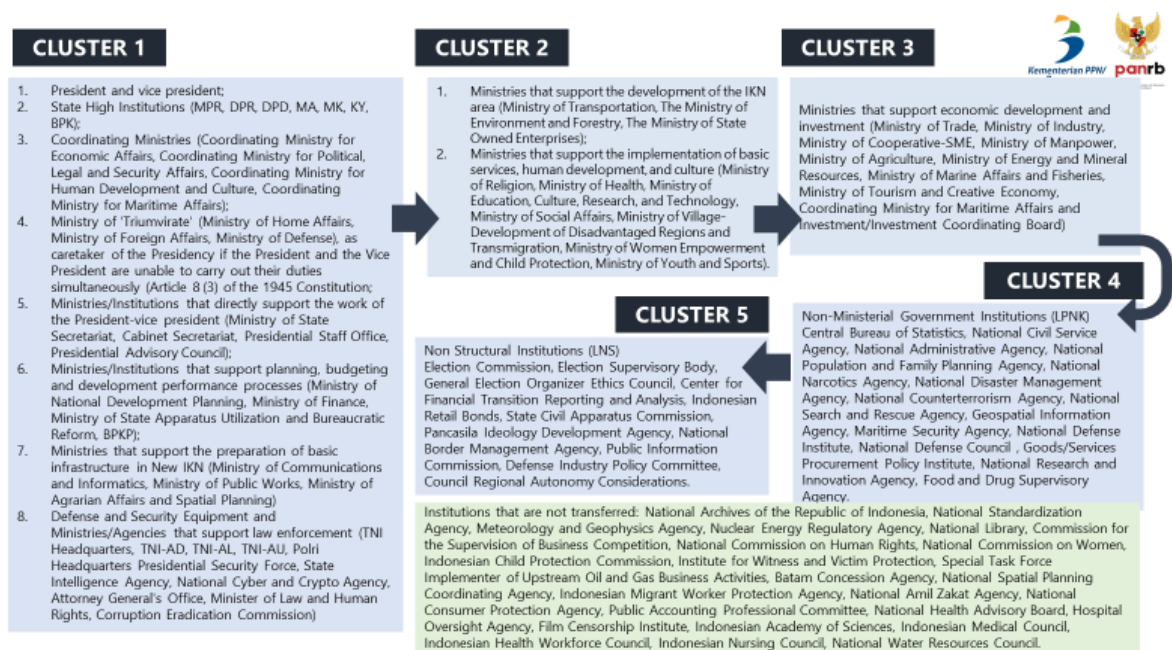 CLUSTER 1
1. President and vice president;
2. State High Institutions (MPR, DPR, DPD, MA, MK, KY,
BPK);
3. Coordinating Ministries (Coordinating Ministry for
Economic Affairs, Coordinating Ministry for Political,
Legal and Security Affairs, Coordinating Ministry for
Human Development and Culture, Coordinating
Ministry for Maritime Affairs);
4. Ministry of 'Triumvirate' (Ministry of Home Affairs,
Ministry of Foreign Affairs, Ministry of Defense), as
caretaker of the Presidency if the President and the Vice
President are unable to carry out their duties
simultaneously (Article 8 (3) of the 1945 Constitution;
5. Ministries/Institutions that directly support the work of
the President-vice president (Ministry of State
Secretariat, Cabinet Secretariat, Presidential Staff Office,
Presidential Advisory Council);
6. Ministries/Institutions that support planning, budgeting
and development performance processes (Ministry of
National Development Planning, Ministry of Finance,
Ministry of State Apparatus Utilization and Bureaucratic
Reform, BPKP);
7. Ministries that support the preparation of basic
infrastructure in New IKN (Ministry of Communications
and Informatics, Ministry of Public Works, Ministry of
Agrarian Affairs and Spatial Planning)
8. Defense and Security Equipment and
Ministries/Agencies that support law enforcement (TNI
Headquarters, TNI-AD, TNI-AL, TNI-AU, Polri
Headquarters Presidential Security Force, State
Intelligence Agency, National Cyber and Crypto Agency,
Attorney General's Office, Minister of Law and Human
Rights, Corruption Eradication Commission)
CLUSTER 2
1. Ministries that support the development of the IKN
area (Ministry of Transportation, The Ministry of
Environment and Forestry, The Ministry of State
Owned Enterprises);
2. Ministries that support the implementation of basic
services, human development, and culture (Ministry
of Religion, Ministry of Health, Ministry of
Education, Culture, Research, and Technology,
Ministry of Social Affairs, Ministry of Village-
Development of Disadvantaged Regions and
Transmigration, Ministry of Women Empowerment
and Child Protection, Ministry of Youth and Sports).
CLUSTER 3
Kementerian PPN/
panrb
Ministries that support economic development and
investment (Ministry of Trade, Ministry of Industry,
Ministry of Cooperative-SME, Ministry of Manpower,
Ministry of Agriculture, Ministry of Energy and Mineral
Resources, Ministry of Marine Affairs and Fisheries,
Ministry of Tourism and Creative Economy,
Coordinating Ministry for Maritime Affairs and
Investment/Investment Coordinating Board)
CLUSTER 4
Non-Ministerial Government Institutions (LPNK)
Central Bureau of Statistics, National Civil Service
Agency, National Administrative Agency, National
Population and Family Planning Agency, National
Narcotics Agency, National Disaster Management
Agency, National Counterterrorism Agency, National
Search and Rescue Agency, Geospatial Information
Agency, Maritime Security Agency, National Defense
Institute, National Defense Council , Goods/Services
Procurement Policy Institute, National Research and
Innovation Agency, Food and Drug Supervisory
Agency.
CLUSTER 5
Non Structural Institutions (LNS)
Election Commission, Election Supervisory Body,
General Election Organizer Ethics Council, Center for
Financial Transition Reporting and Analysis, Indonesian
Retail Bonds, State Civil Apparatus Commission,
Pancasila Ideology Development Agency, National
Border Management Agency, Public Information
Commission, Defense Industry Policy Committee,
Council Regional Autonomy Considerations.
Institutions that are not transferred: National Archives of the Republic of Indonesia, National Standardization
Agency, Meteorology and Geophysics Agency, Nuclear Energy Regulatory Agency, National Library, Commission for
the Supervision of Business Competition, National Commission on Human Rights, National Commission on Women,
Indonesian Child Protection Commission, Institute for Witness and Victim Protection, Special Task Force
Implementer of Upstream Oil and Gas Business Activities, Batam Concession Agency, National Spatial Planning
Coordinating Agency, Indonesian Migrant Worker Protection Agency, National Amil Zakat Agency, National
Consumer Protection Agency, Public Accounting Professional Committee, National Health Advisory Board, Hospital
Oversight Agency, Film Censorship Institute, Indonesian Academy of Sciences, Indonesian Medical Council,
Indonesian Health Workforce Council, Indonesian Nursing Council, National Water Resources Council.